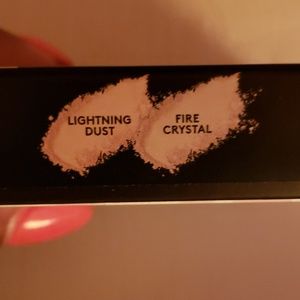 LIGHTNING
DUST
FIRE
CRYSTAL